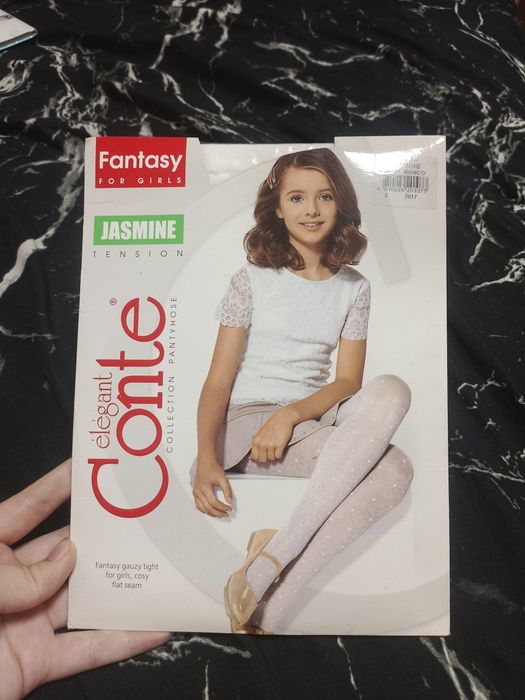 Fantasy
FOR GIRLS
JASMINE
TENSION
élégant
Conte®
COLLECTION PANTYHOSE
BIANCO
2 2017
Fantasy gauzy tight
for girls, cosy
flat seam